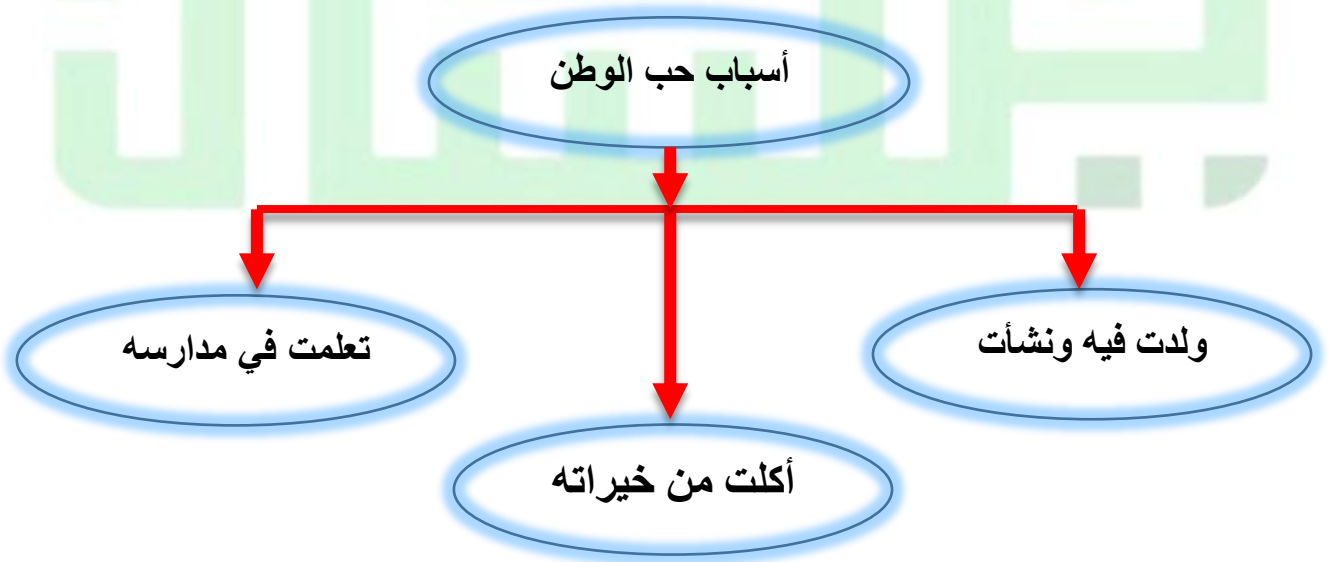 أسباب حب الوطن
ولدت فيه ونشأت
تعلمت في مدارسه
أكلت من خيراته